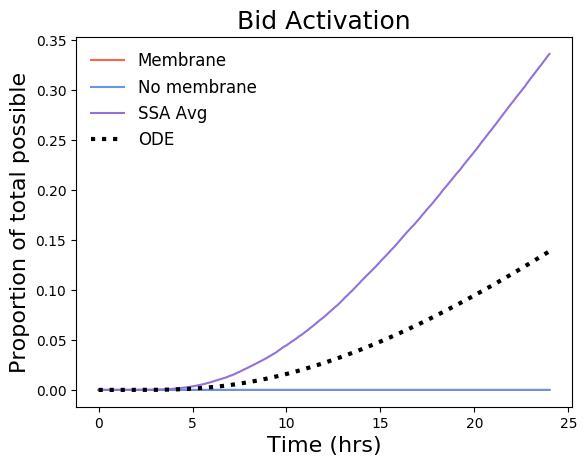 Bid Activation
Proportion of total possible
0.35
0.30
0.25
0.20
0.15
0.10
0.05
0.00
Membrane
No membrane
SSA Avg
ODE
0 5 10 15 20 25
Time (hrs)